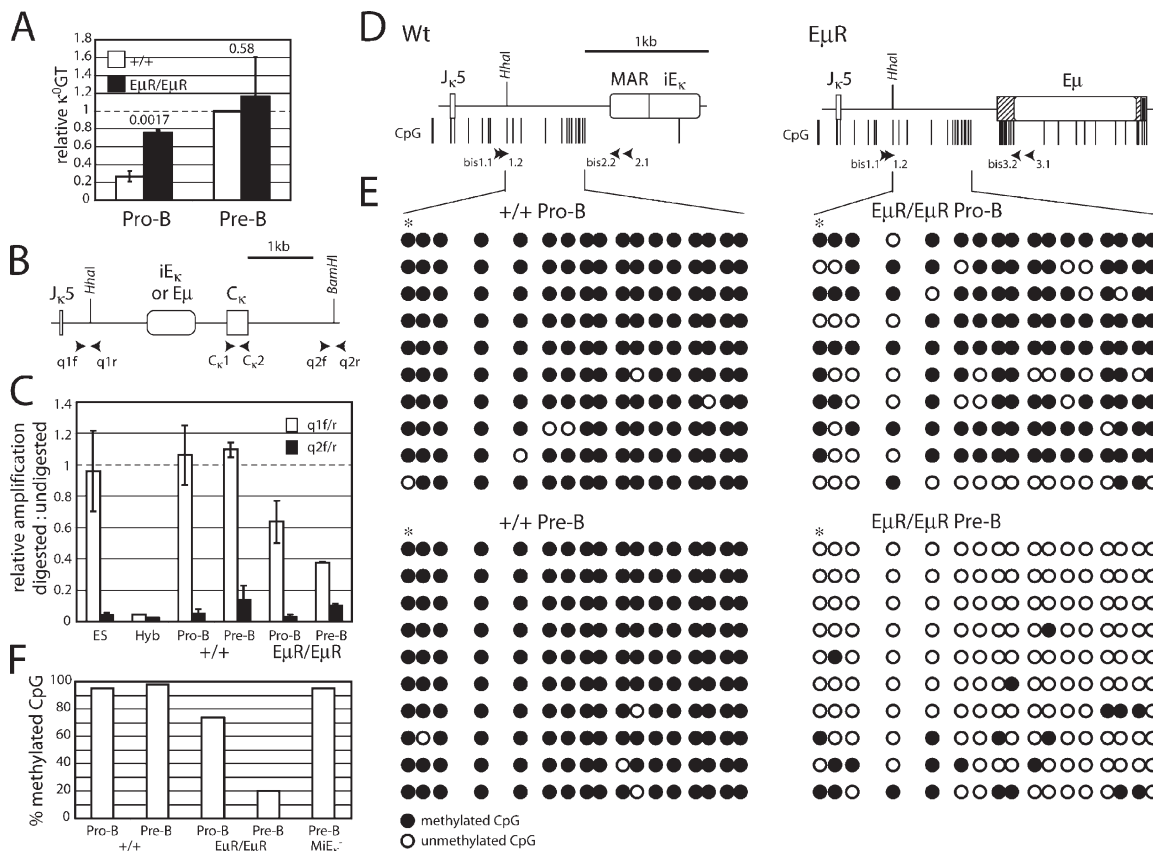 A
relative κ⁰GT
1.8
1.6
1.4
1.2
1
0.8
0.6
0.4
0.2
0
+/+
EμR/EμR
0.0017
0.58
Pro-B
Pre-B
B
1kb
Jκ5
HhaI
iEκ
or Eμ
Cκ
BamHI
q1f
q1r
Cκ1
Cκ2
q2f
q2r
C
relative amplification
digested : undigested
1.4
1.2
1
0.8
0.6
0.4
0.2
0
q1f/r
q2f/r
ES
Hyb
Pro-B
Pre-B
Pro-B
Pre-B
+/+
EμR/EμR
F
% methylated CpG
100
80
60
40
20
0
Pro-B
Pre-B
Pro-B
Pre-B
Pre-B
+/+
EμR/EμR
MiEκ⁻
D
Wt
1kb
Jκ5
HhaI
MAR
iEκ
CpG
bis1.1
1.2
bis2.2
2.1
EμR
Jκ5
HhaI
Eμ
CpG
bis1.1
1.2
bis3.2
3.1
E
+/+ Pro-B
*
EμR/EμR Pro-B
*
+/+ Pre-B
*
EμR/EμR Pre-B
*
methylated CpG
unmethylated CpG